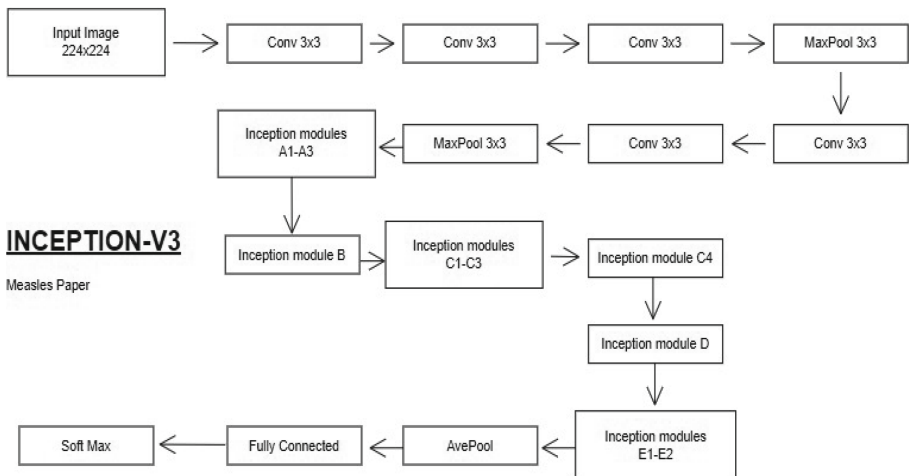 Input Image
224x224
Conv 3x3
Conv 3x3
Conv 3x3
MaxPool 3x3
Conv 3x3
Conv 3x3
MaxPool 3x3
Inception modules
A1-A3
INCEPTION-V3
Measles Paper
Inception module B
Inception modules
C1-C3
Inception module C4
Inception module D
Inception modules
E1-E2
AvePool
Fully Connected
Soft Max